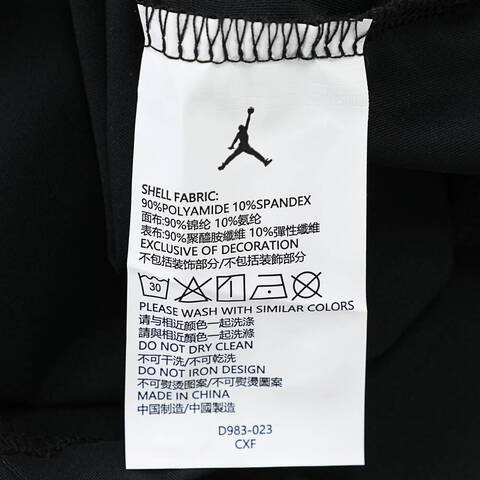 SHELL FABRIC:
90%POLYAMIDE 10%SPANDEX
面布:90%锦纶 10%氨纶
表布:90%聚醯胺纖維 10%彈性纖維
EXCLUSIVE OF DECORATION
不包括装饰部分/不包括裝飾部分
30
PLEASE WASH WITH SIMILAR COLORS
请与相近颜色一起洗涤
請與相近顏色一起洗滌
DO NOT DRY CLEAN
不可干洗/不可乾洗
DO NOT IRON DESIGN
不可熨烫图案/不可熨燙圖案
MADE IN CHINA
中国制造/中國製造
D983-023
CXF